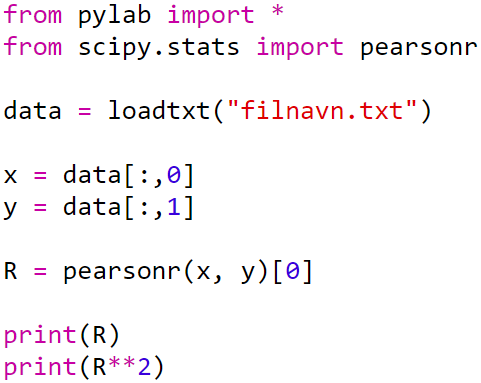 from pylab import *
from scipy.stats import pearsonr
data = loadtxt("filnavn.txt")
x = data[:,0]
y = data[:,1]
R = pearsonr(x, y)[0]
print(R)
print(R**2)